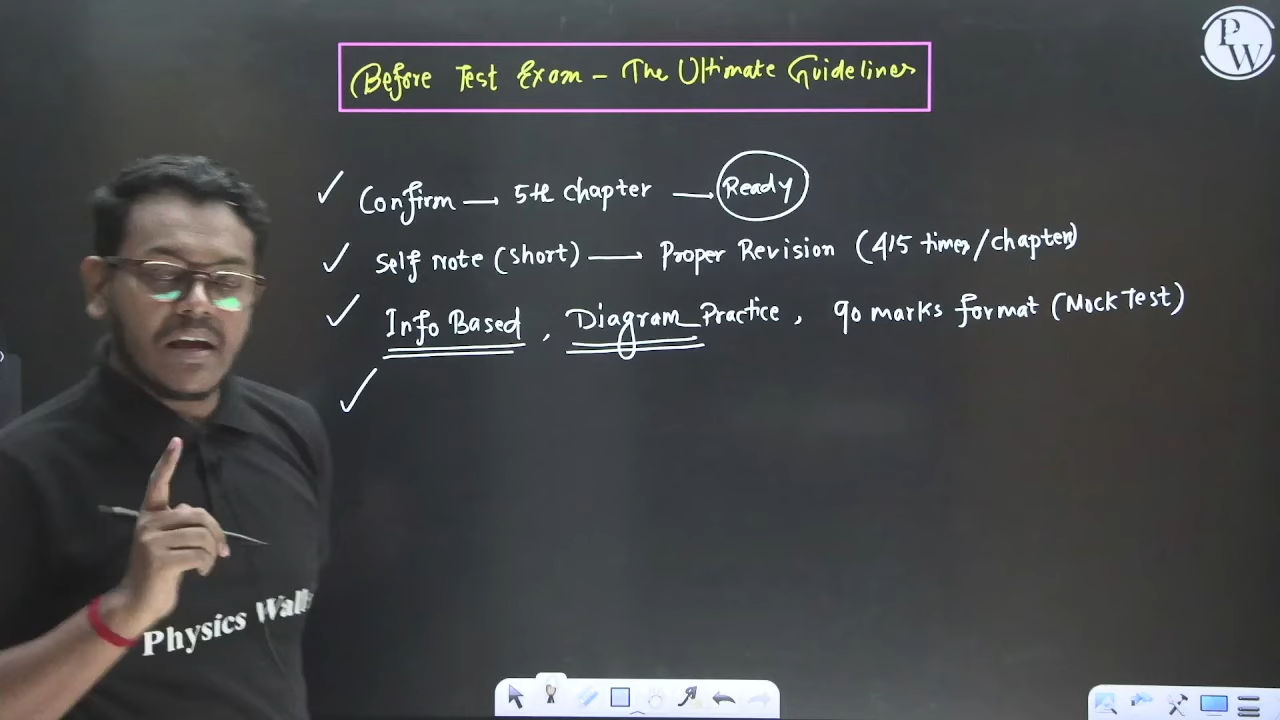 PW
Before Test Exam - The Ultimate Guidelines
✓ Confirm → 5th chapter → Ready
✓ Self Note (short) → Proper Revision (4/5 times/chapter)
✓ Info Based, Diagram Practice, 90 marks format (Mock Test)
✓
Physics Wall